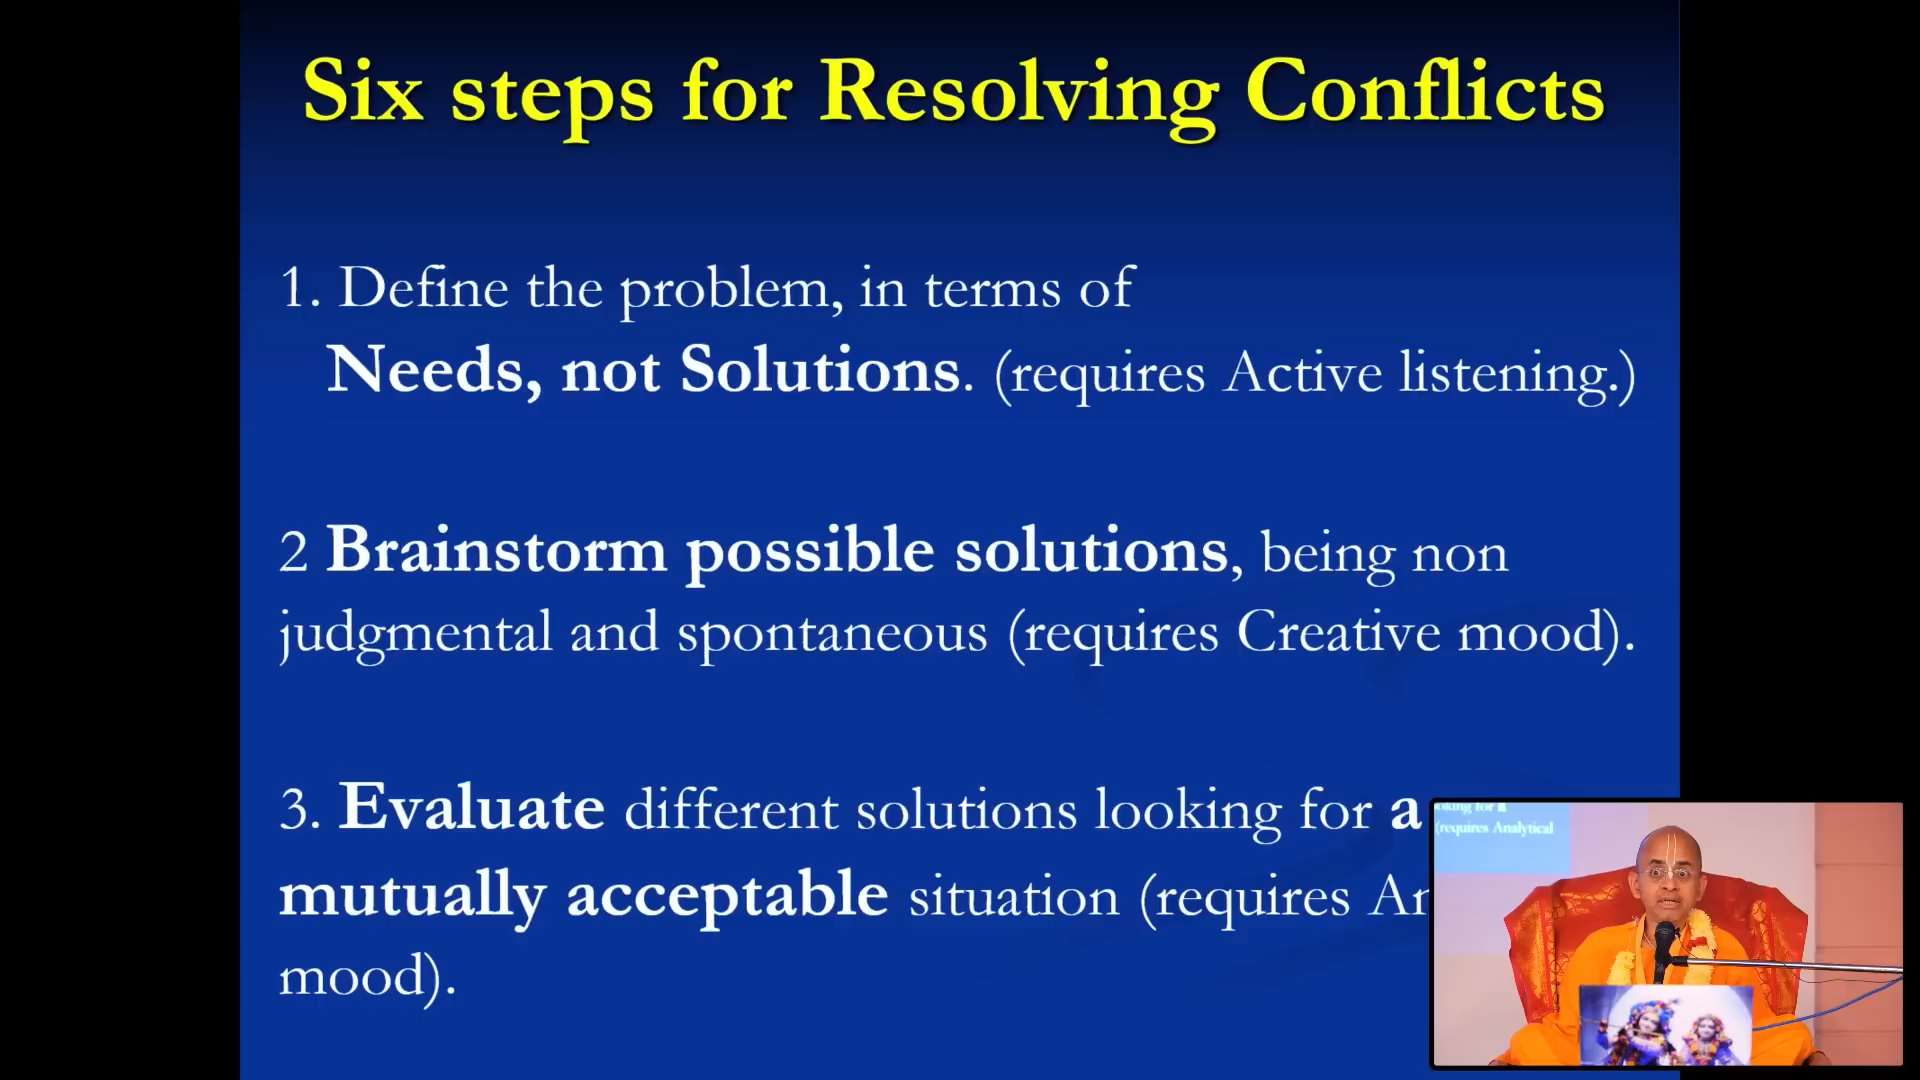 Six steps for Resolving Conflicts
1. Define the problem, in terms of
Needs, not Solutions. (requires Active listening.)
2 Brainstorm possible solutions, being non
judgmental and spontaneous (requires Creative mood).
3. Evaluate different solutions looking for a
mutually acceptable situation (requires
mood).
for a
(requires Analytical